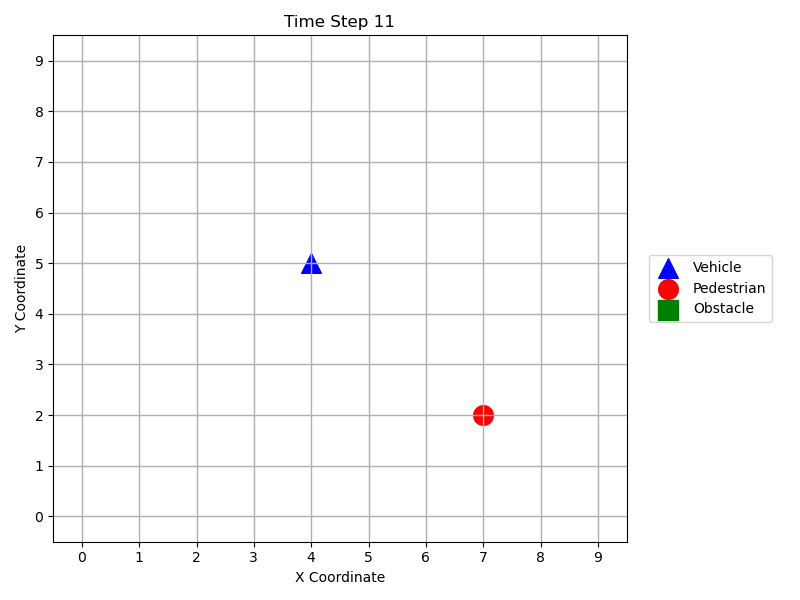 Time Step 11
Y Coordinate
9
8
7
6
5
4
3
2
1
0
0 1 2 3 4 5 6 7 8 9
X Coordinate
Vehicle
Pedestrian
Obstacle